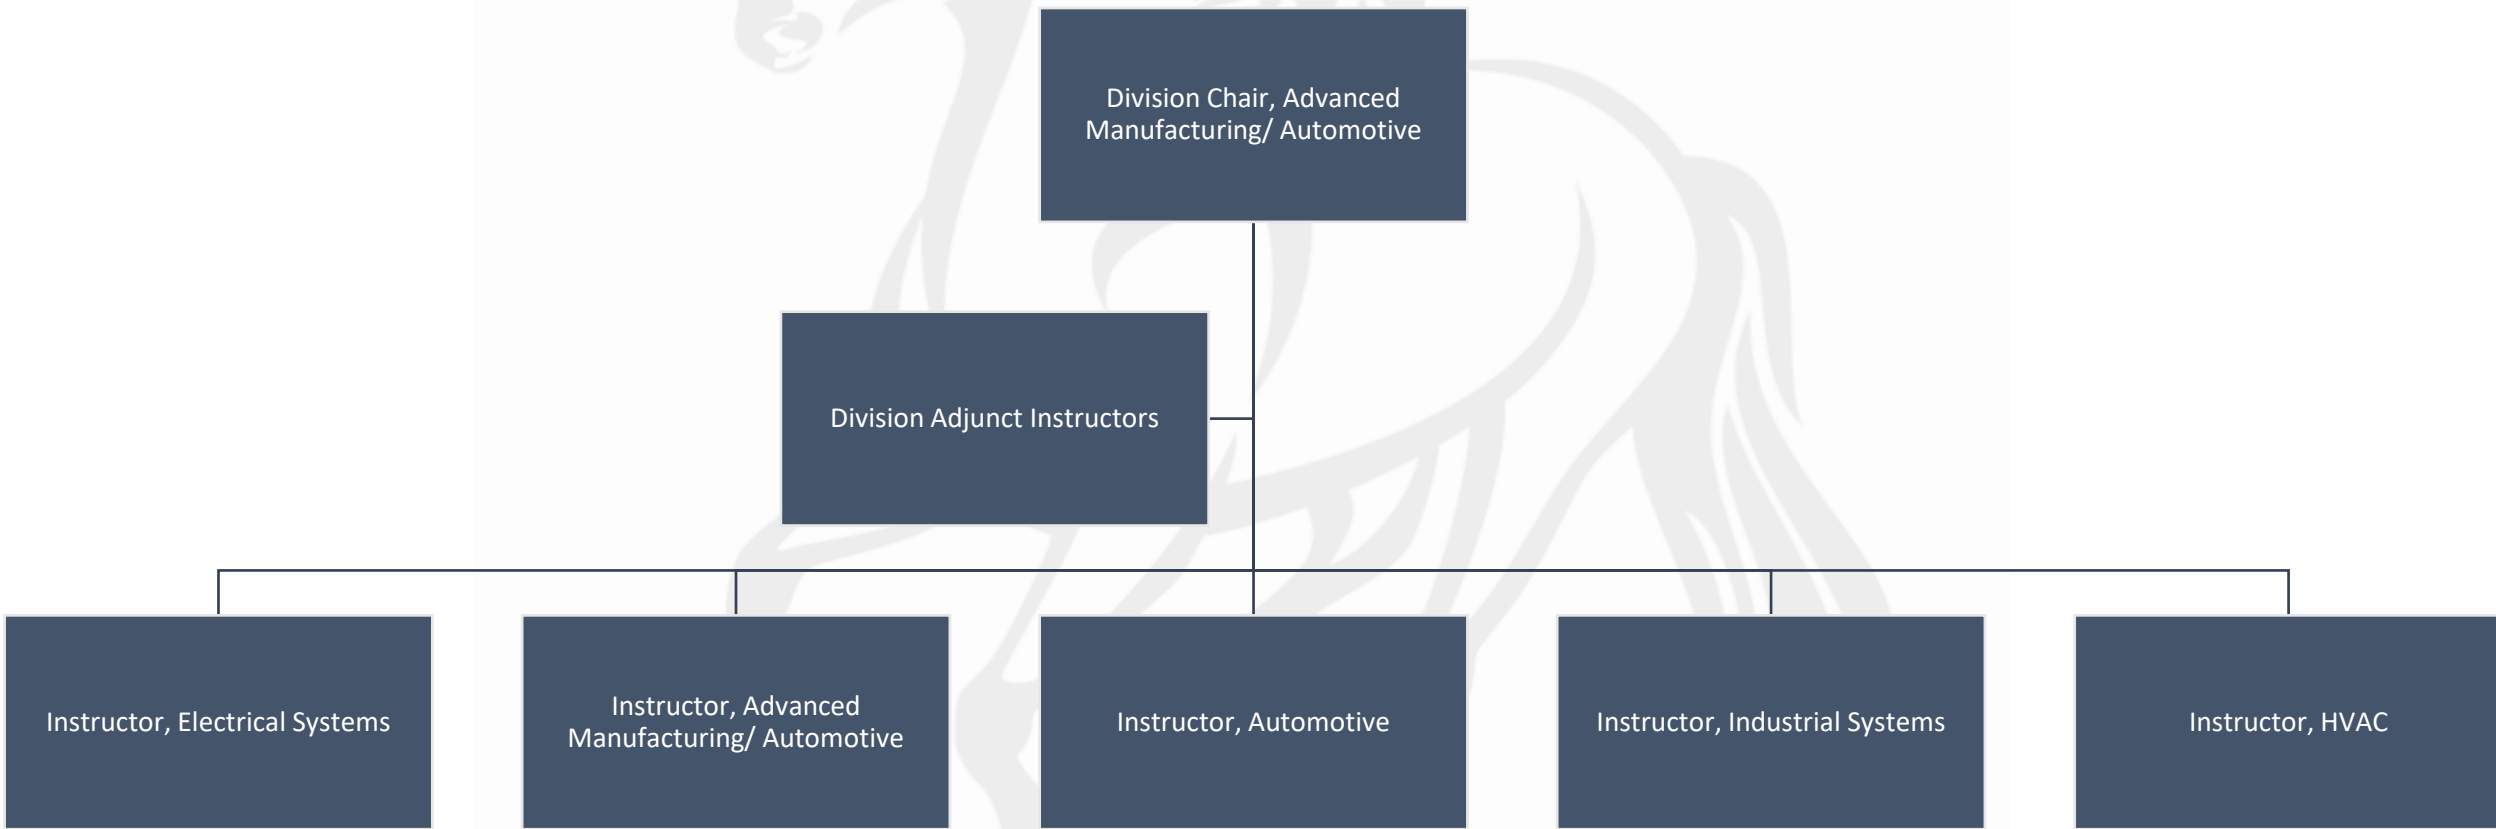 Division Chair, Advanced
Manufacturing/ Automotive
Division Adjunct Instructors
Instructor, Electrical Systems
Instructor, Advanced
Manufacturing/ Automotive
Instructor, Automotive
Instructor, Industrial Systems
Instructor, HVAC